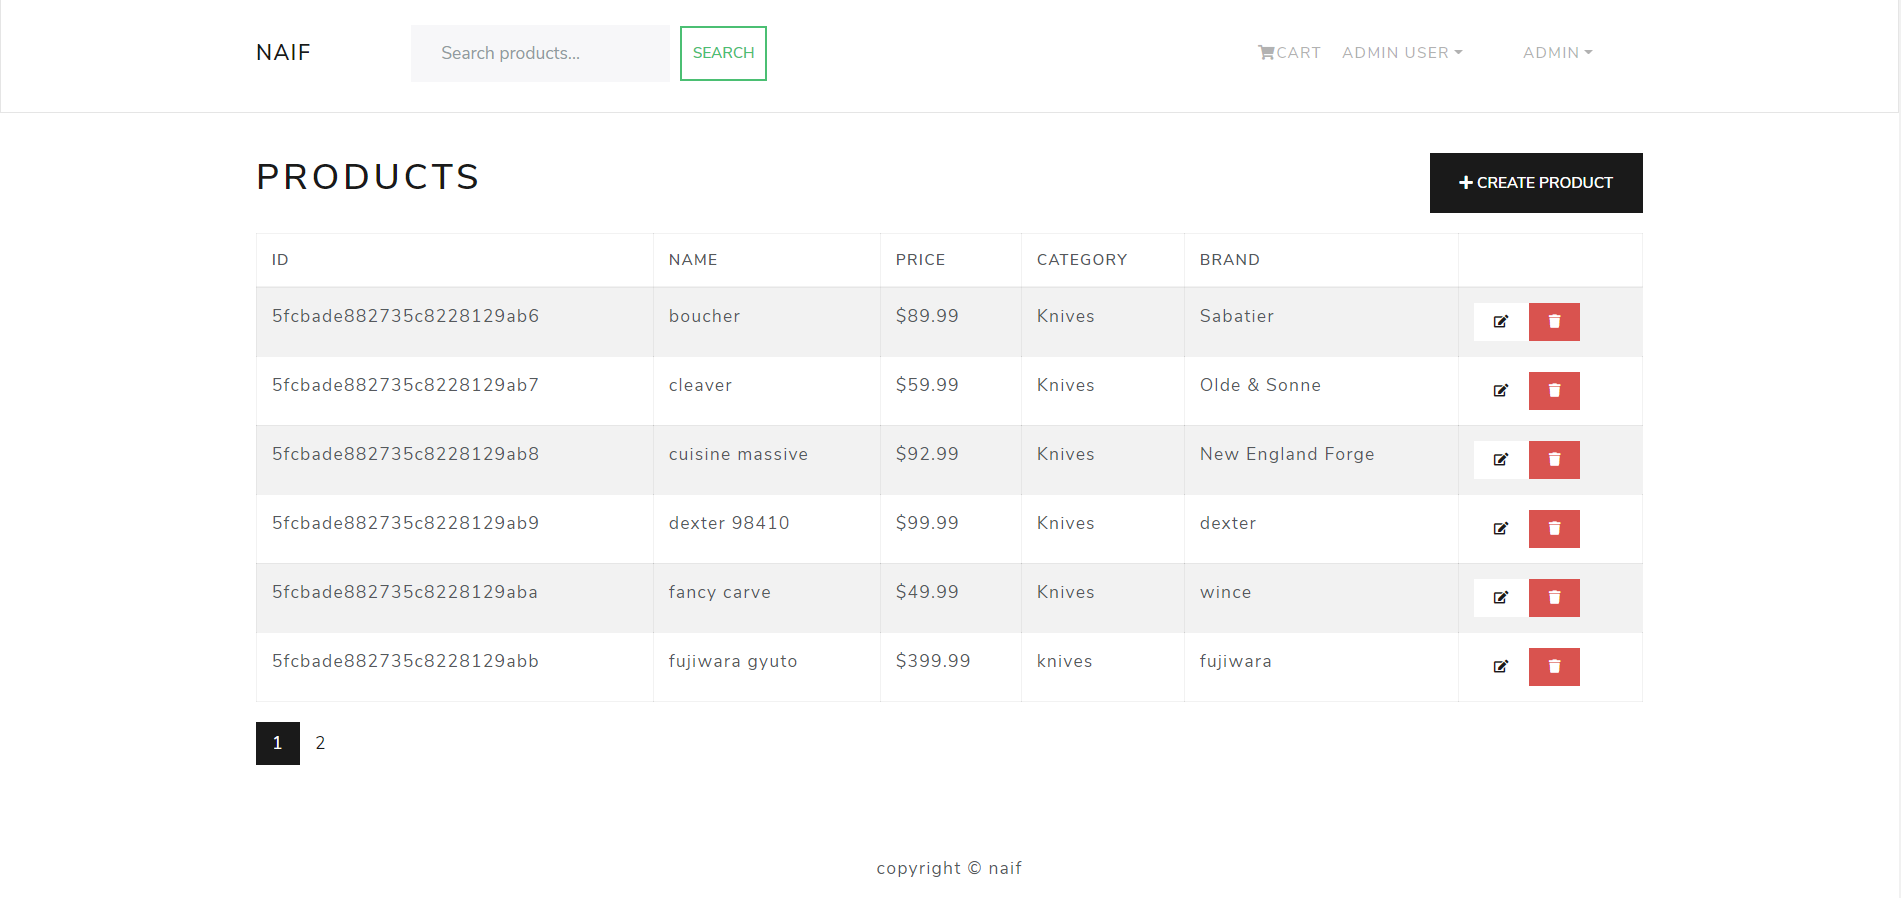 NAIF Search products... SEARCH CART ADMIN USER ADMIN
PRODUCTS CREATE PRODUCT
ID NAME PRICE CATEGORY BRAND
5fcbade882735c8228129ab6 boucher $89.99 Knives Sabatier
5fcbade882735c8228129ab7 cleaver $59.99 Knives Olde & Sonne
5fcbade882735c8228129ab8 cuisine massive $92.99 Knives New England Forge
5fcbade882735c8228129ab9 dexter 98410 $99.99 Knives dexter
5fcbade882735c8228129aba fancy carve $49.99 Knives wince
5fcbade882735c8228129abb fujiwara gyuto $399.99 knives fujiwara
1 2
copyright © naif